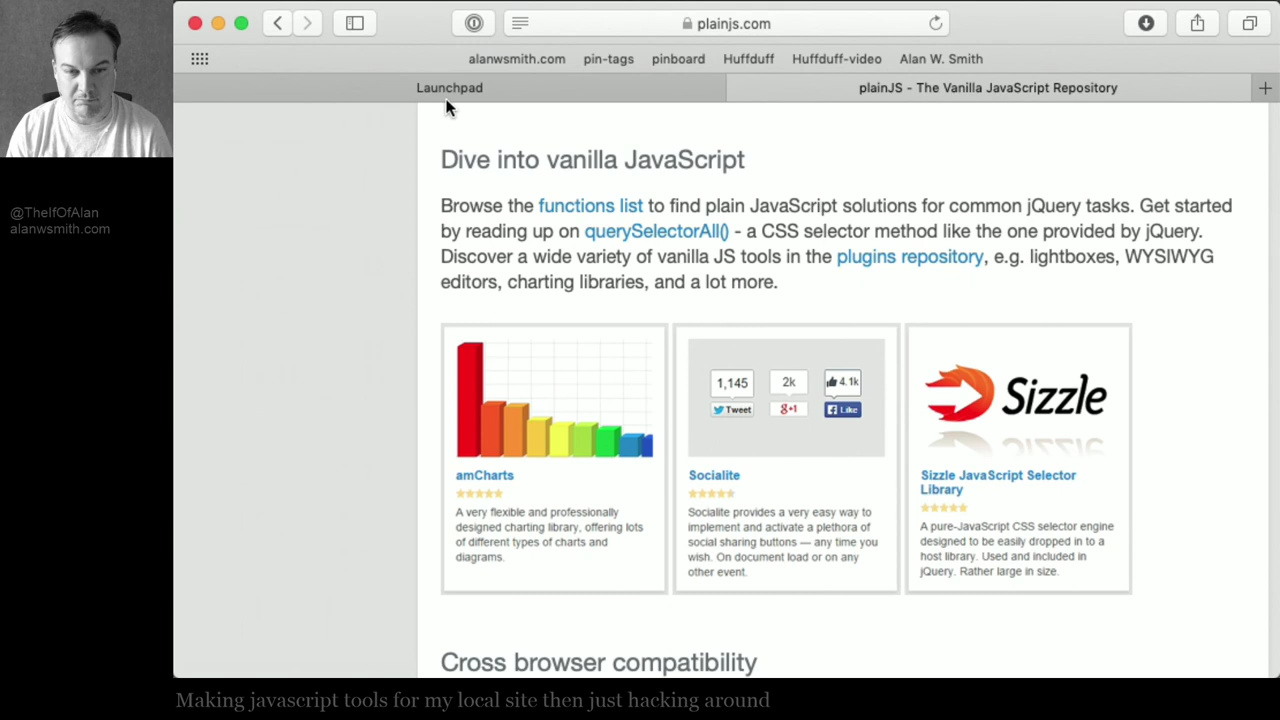 plainjs.com
alanwsmith.com pin-tags pinboard Huffduff Huffduff-video Alan W. Smith
Launchpad
plainJS - The Vanilla JavaScript Repository
@TheIfOfAlan
alanwsmith.com
Dive into vanilla JavaScript
Browse the functions list to find plain JavaScript solutions for common jQuery tasks. Get started
by reading up on querySelectorAll() - a CSS selector method like the one provided by jQuery.
Discover a wide variety of vanilla JS tools in the plugins repository, e.g. lightboxes, WYSIWYG
editors, charting libraries, and a lot more.
amCharts
A very flexible and professionally
designed charting library, offering lots
of different types of charts and
diagrams.
1,145 2k 4.1k
Tweet g+1 Like
Socialite
Socialite provides a very easy way to
implement and activate a plethora of
social sharing buttons — any time you
wish. On document load or on any
other event.
Sizzle
Sizzle JavaScript Selector
Library
A pure-JavaScript CSS selector engine
designed to be easily dropped in to a
host library. Used and included in
jQuery. Rather large in size.
Cross browser compatibility
Making javascript tools for my local site then just hacking around